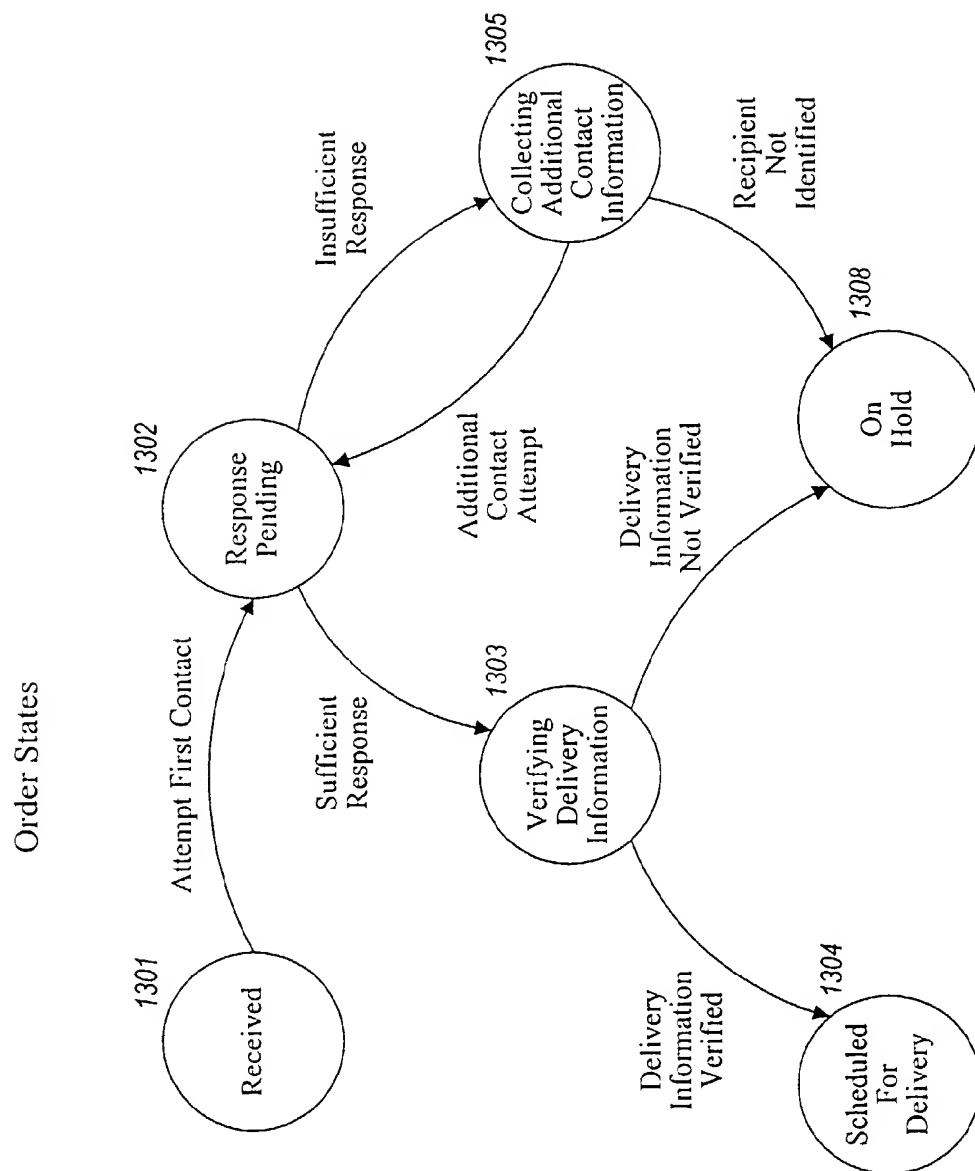 Order States
1301
Received
Attempt First Contact
1302
Response
Pending
Insufficient
Response
1305
Collecting
Additional
Contact
Information
Sufficient
Response
Additional
Contact
Attempt
1303
Verifying
Delivery
Information
Recipient
Not
Identified
Delivery
Information
Verified
1304
Scheduled
For
Delivery
Delivery
Information
Not Verified
1308
On
Hold